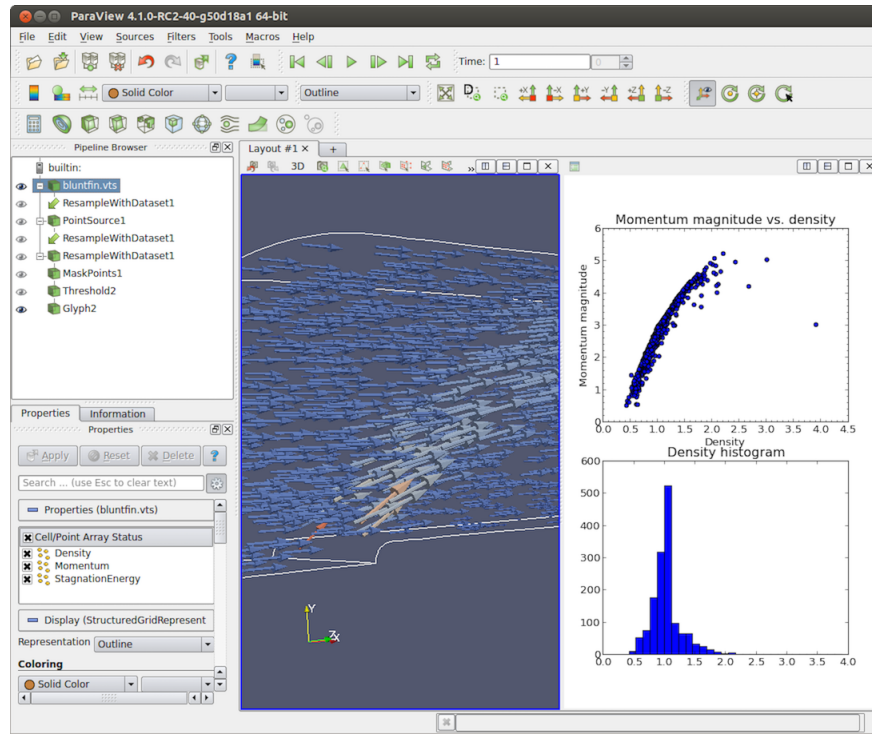 ParaView 4.1.0-RC2-40-g50d18a1 64-bit
File Edit View Sources Filters Tools Macros Help
Time: 1 0
Solid Color Outline +X -X +Y -Y +Z -Z
Pipeline Browser
Layout #1 × +
builtin:
3D »
bluntfin.vts
ResampleWithDataset1
PointSource1
ResampleWithDataset1
ResampleWithDataset1
MaskPoints1
Threshold2
Glyph2
Properties Information
Properties
Apply Reset Delete ?
Search ... (use Esc to clear text)
Properties (bluntfin.vts)
Cell/Point Array Status
Density
Momentum
StagnationEnergy
Display (StructuredGridRepresent
Representation Outline
Coloring
Solid Color
Y
Z X
Momentum magnitude vs. density
Momentum magnitude
6
5
4
3
2
1
0
0.0 0.5 1.0 1.5 2.0 2.5 3.0 3.5 4.0 4.5
Density
Density histogram
600
500
400
300
200
100
0
0.0 0.5 1.0 1.5 2.0 2.5 3.0 3.5 4.0